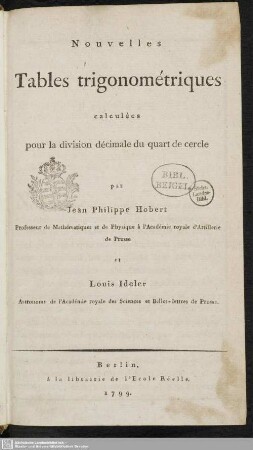 Nouvelles
Tables trigonométriques
calculées
pour la division décimale du quart de cercle
par
Jean Philippe Hobert
Professeur de Mathématiques et de Physique à l'Académie royale d'Artillerie
de Prusse
et
Louis Ideler
Astronome de l'Académie royale des Sciences et Belles-lettres de Prusse.
BIBL.
BEIGEL.
Berlin,
à la librairie de l'Ecole Réelle.
1799.